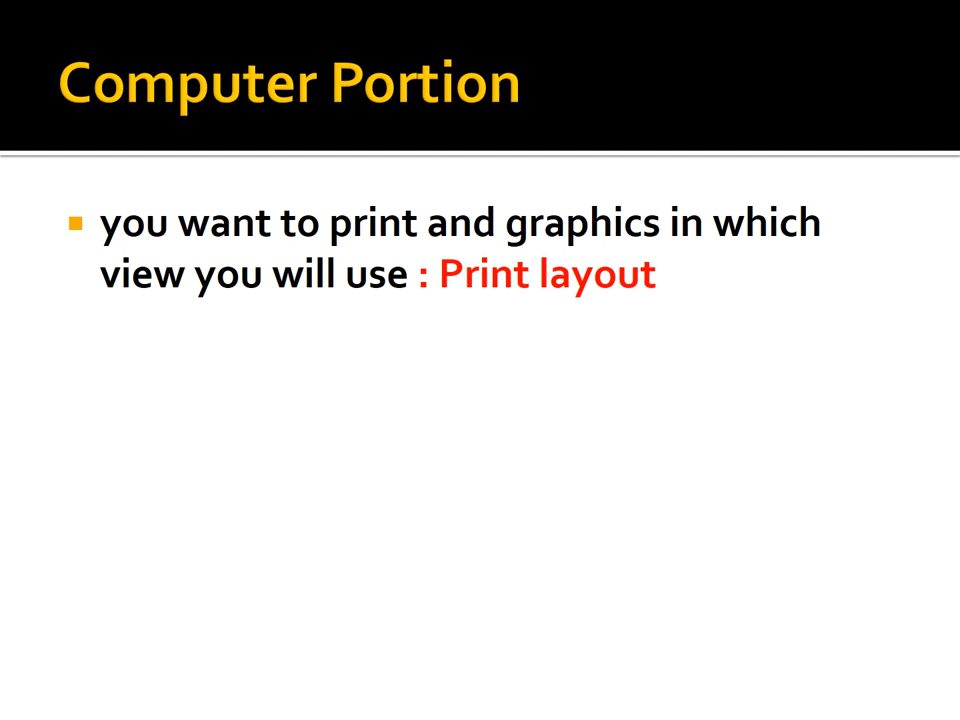 Computer Portion
you want to print and graphics in which
view you will use : Print layout